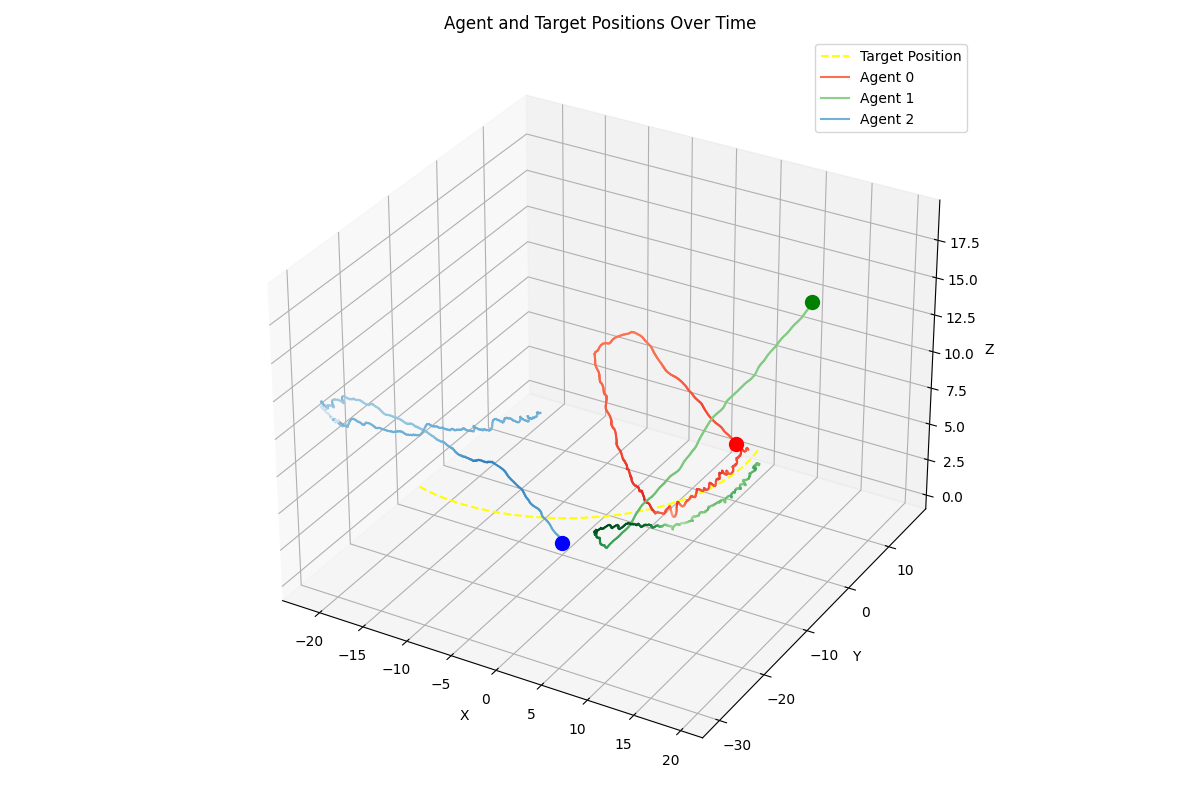 Agent and Target Positions Over Time
Target Position
Agent 0
Agent 1
Agent 2
17.5
15.0
12.5
10.0
7.5
5.0
2.5
0.0
Z
10
0
−10
−20
−30
Y
−20
−15
−10
−5
0
5
10
15
20
X